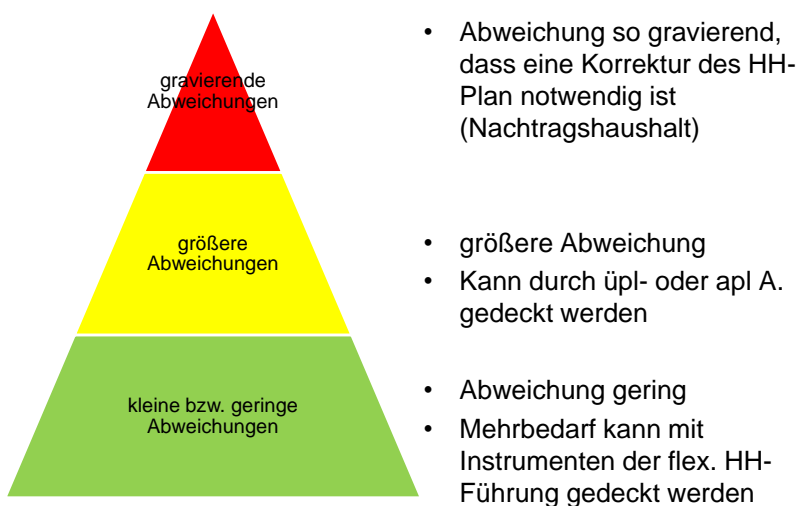 gravierende
Abweichungen
• Abweichung so gravierend,
dass eine Korrektur des HH-
Plan notwendig ist
(Nachtragshaushalt)
größere
Abweichungen
• größere Abweichung
• Kann durch üpl- oder apl A.
gedeckt werden
kleine bzw. geringe
Abweichungen
• Abweichung gering
• Mehrbedarf kann mit
Instrumenten der flex. HH-
Führung gedeckt werden